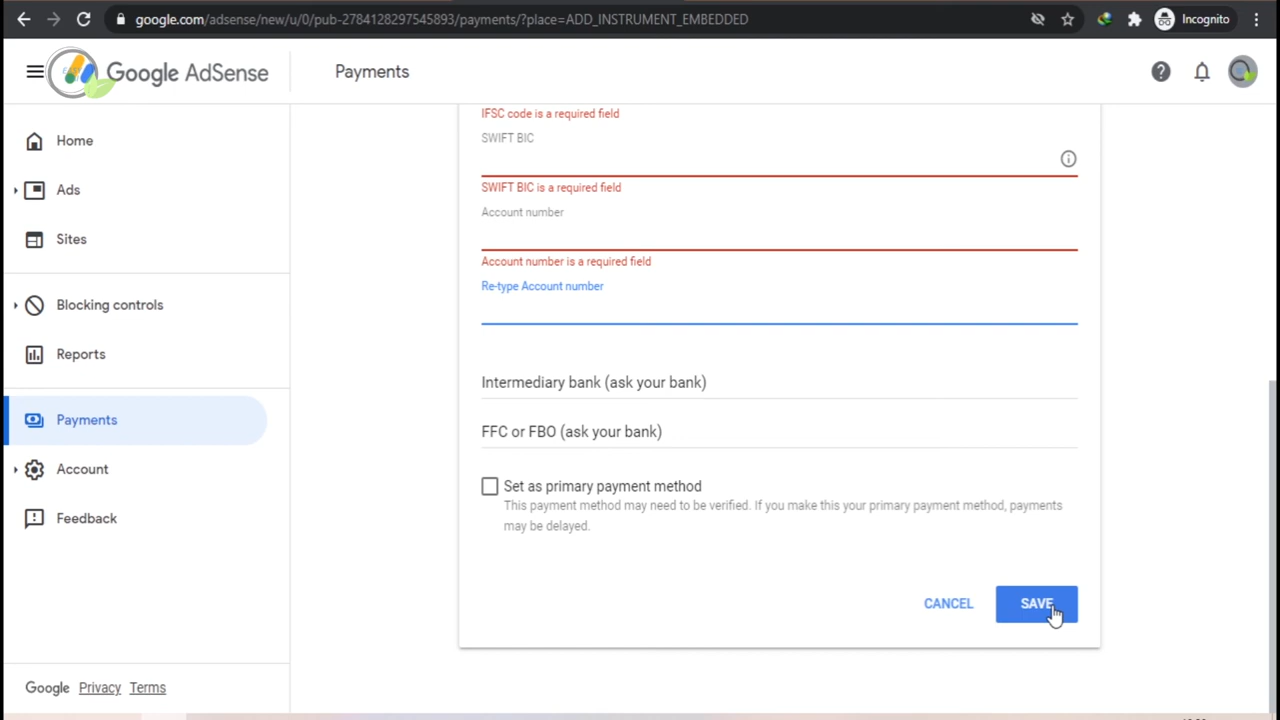 google.com/adsense/new/u/0/pub-2784128297545893/payments/?place=ADD_INSTRUMENT_EMBEDDED
Incognito
Google AdSense
Payments
Home
Ads
Sites
Blocking controls
Reports
Payments
Account
Feedback
Google Privacy Terms
IFSC code is a required field
SWIFT BIC
SWIFT BIC is a required field
Account number
Account number is a required field
Re-type Account number
Intermediary bank (ask your bank)
FFC or FBO (ask your bank)
Set as primary payment method
This payment method may need to be verified. If you make this your primary payment method, payments
may be delayed.
CANCEL
SAVE